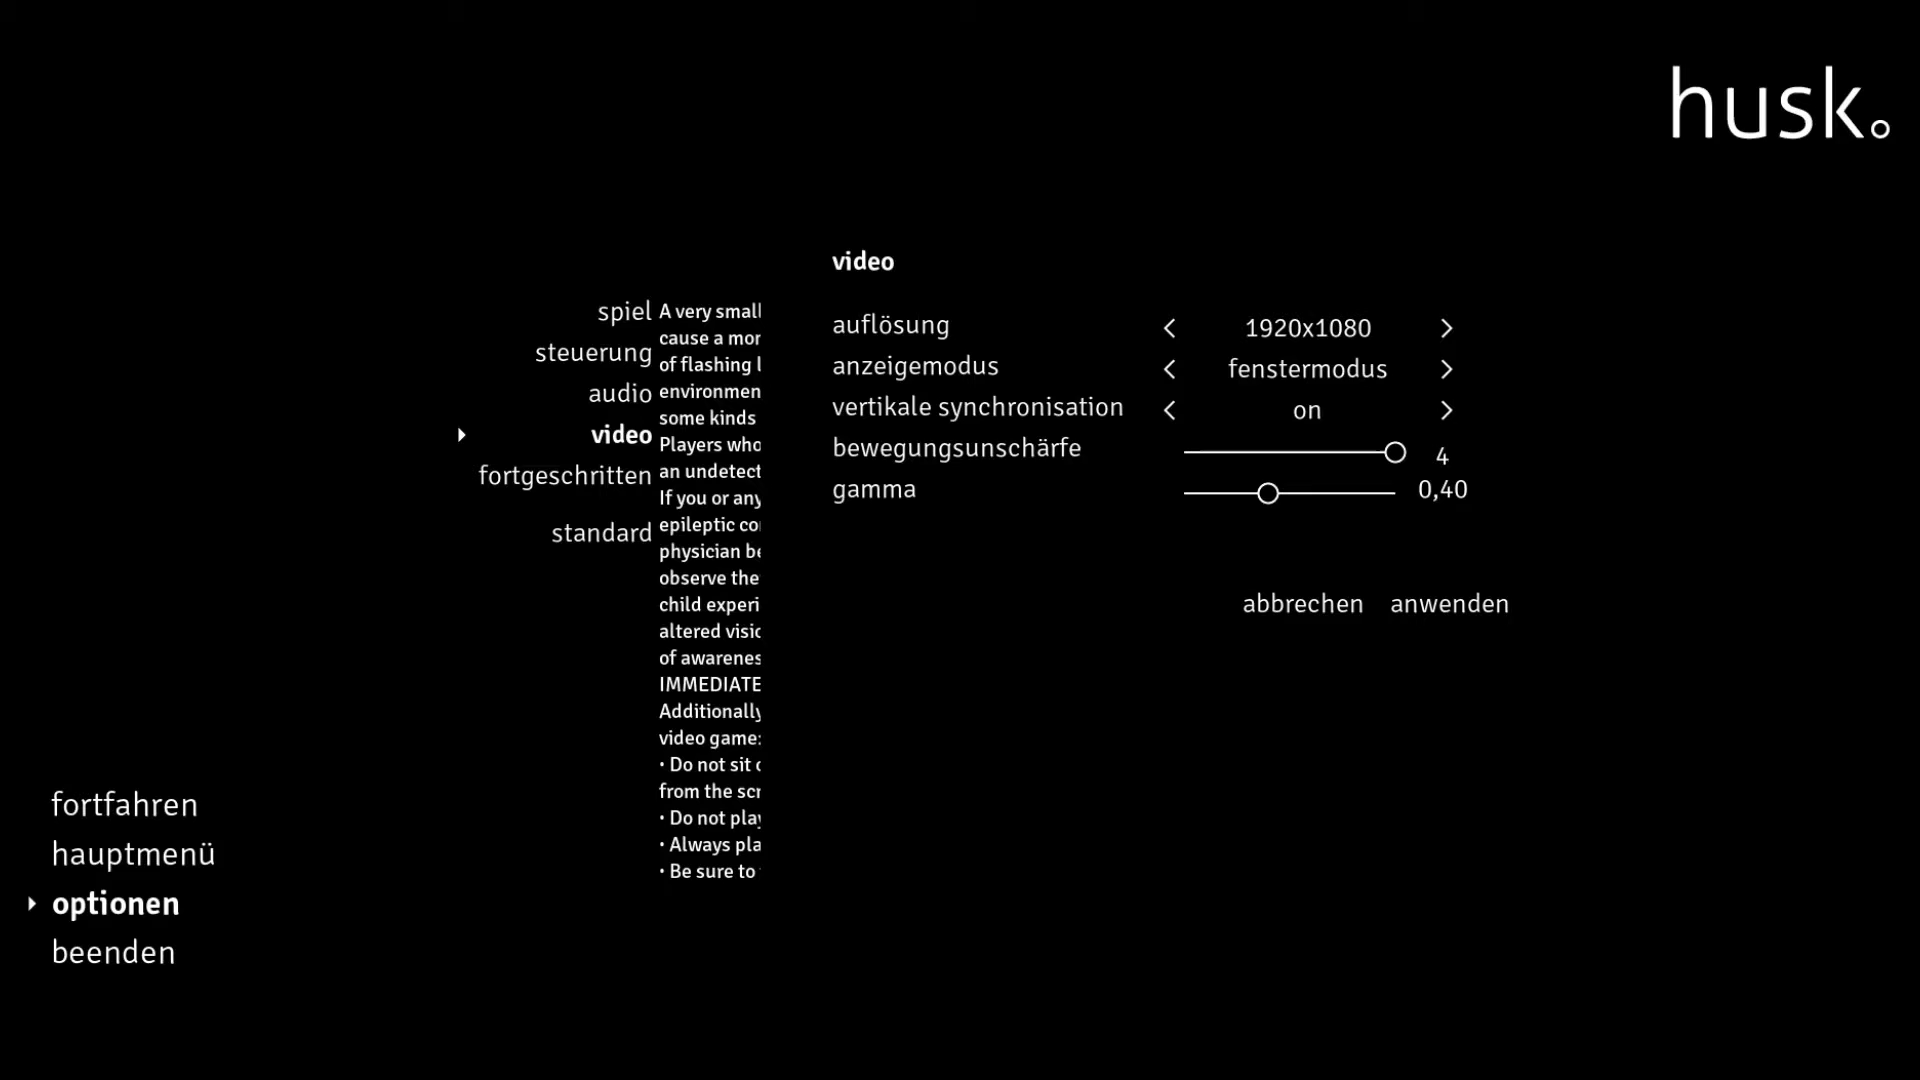 husk.
video
spiel
steuerung
audio
video
fortgeschritten
standard
A very small
cause a mor
of flashing l
environmen
some kinds
Players who
an undetect
If you or any
epileptic co
physician be
observe the
child experi
altered visio
of awarenes
IMMEDIATE
Additionally
video game
• Do not sit
from the scr
• Do not play
• Always pla
• Be sure to
auflösung < 1920x1080 >
anzeigemodus < fenstermodus >
vertikale synchronisation < on >
bewegungsunschärfe 4
gamma 0,40
abbrechen anwenden
fortfahren
hauptmenü
optionen
beenden